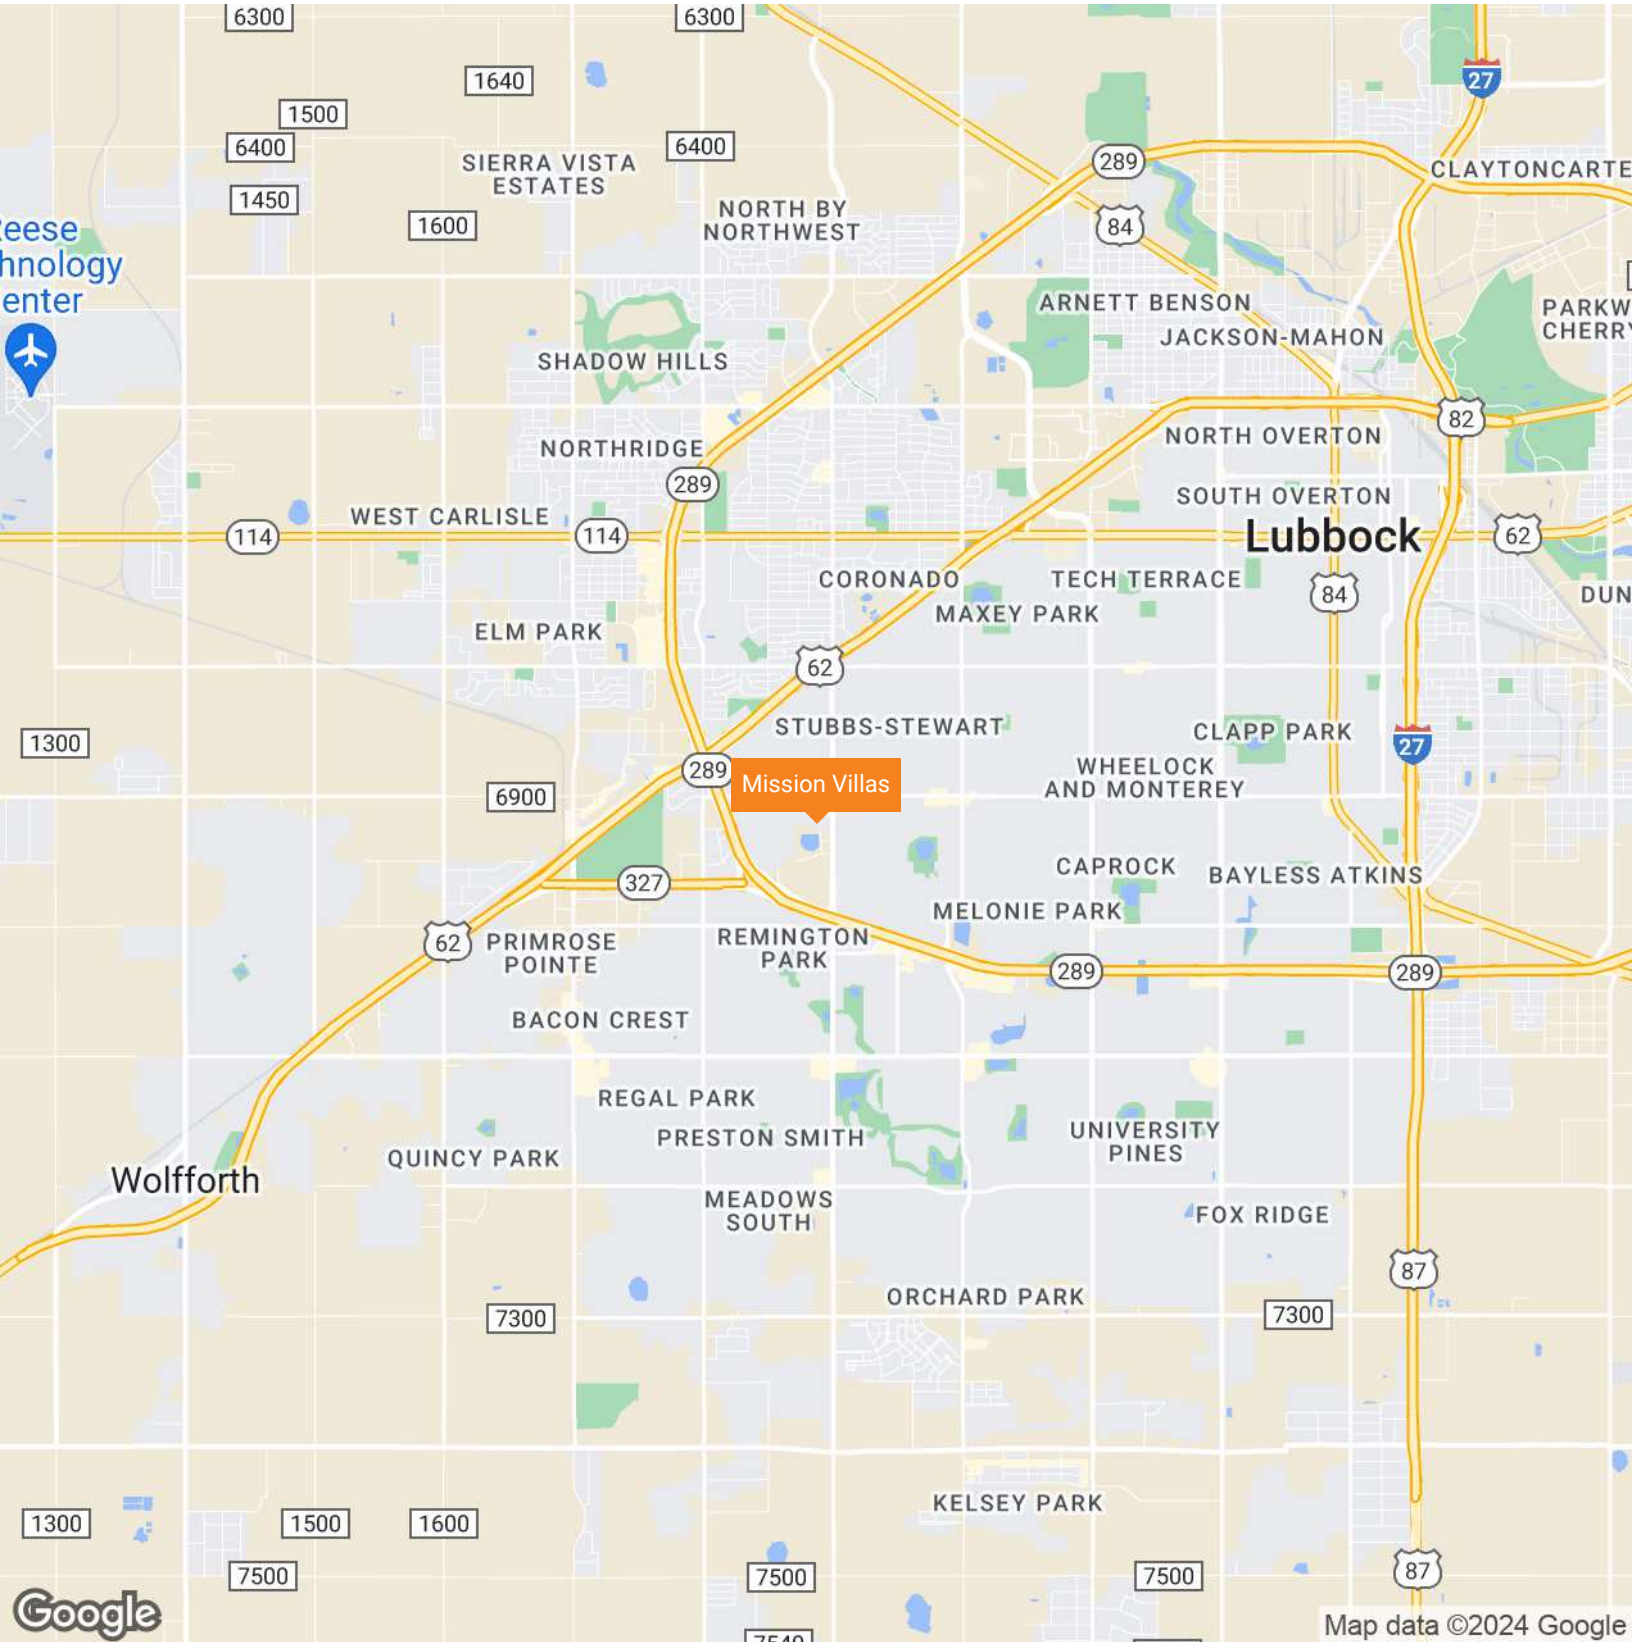 6300
6300
27
1640
1500
6400
6400
289
SIERRA VISTA
ESTATES
CLAYTONCARTE
1450
1600
NORTH BY
NORTHWEST
84
eese
hnology
enter
ARNETT BENSON
PARKW
CHERRY
JACKSON-MAHON
SHADOW HILLS
82
NORTH OVERTON
NORTHRIDGE
289
SOUTH OVERTON
WEST CARLISLE
114
114
Lubbock
62
CORONADO
TECH TERRACE
84
DUN
MAXEY PARK
ELM PARK
62
STUBBS-STEWART
CLAPP PARK
1300
27
289
WHEELOCK
AND MONTEREY
Mission Villas
6900
CAPROCK
BAYLESS ATKINS
327
MELONIE PARK
62
PRIMROSE
POINTE
REMINGTON
PARK
289
289
BACON CREST
REGAL PARK
PRESTON SMITH
UNIVERSITY
PINES
QUINCY PARK
Wolfforth
MEADOWS
SOUTH
FOX RIDGE
87
ORCHARD PARK
7300
7300
KELSEY PARK
1300
1500
1600
7500
7500
7500
87
Google
Map data ©2024 Google